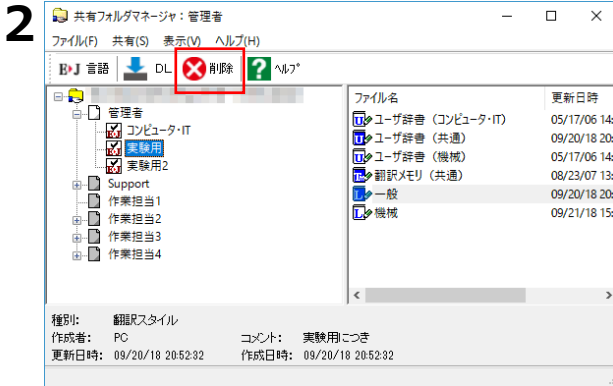 2
共有フォルダマネージャ：管理者
ファイル(F) 共有(S) 表示(V) ヘルプ(H)
E›J 言語 DL 削除 ? ﾍﾙﾌﾟ
管理者
コンピュータ・IT
実験用
実験用2
Support
作業担当1
作業担当2
作業担当3
作業担当4
ファイル名 更新日時
ユーザ辞書（コンピュータ・IT） 05/17/06 14:
ユーザ辞書（共通） 09/20/18 20:
ユーザ辞書（機械） 05/17/06 14:
翻訳メモリ（共通） 08/23/07 13:
一般 09/20/18 20:
機械 09/21/18 15:
種別: 翻訳スタイル
作成者: PC コメント: 実験用につき
更新日時: 09/20/18 20:52:32 作成日時: 09/20/18 20:52:32